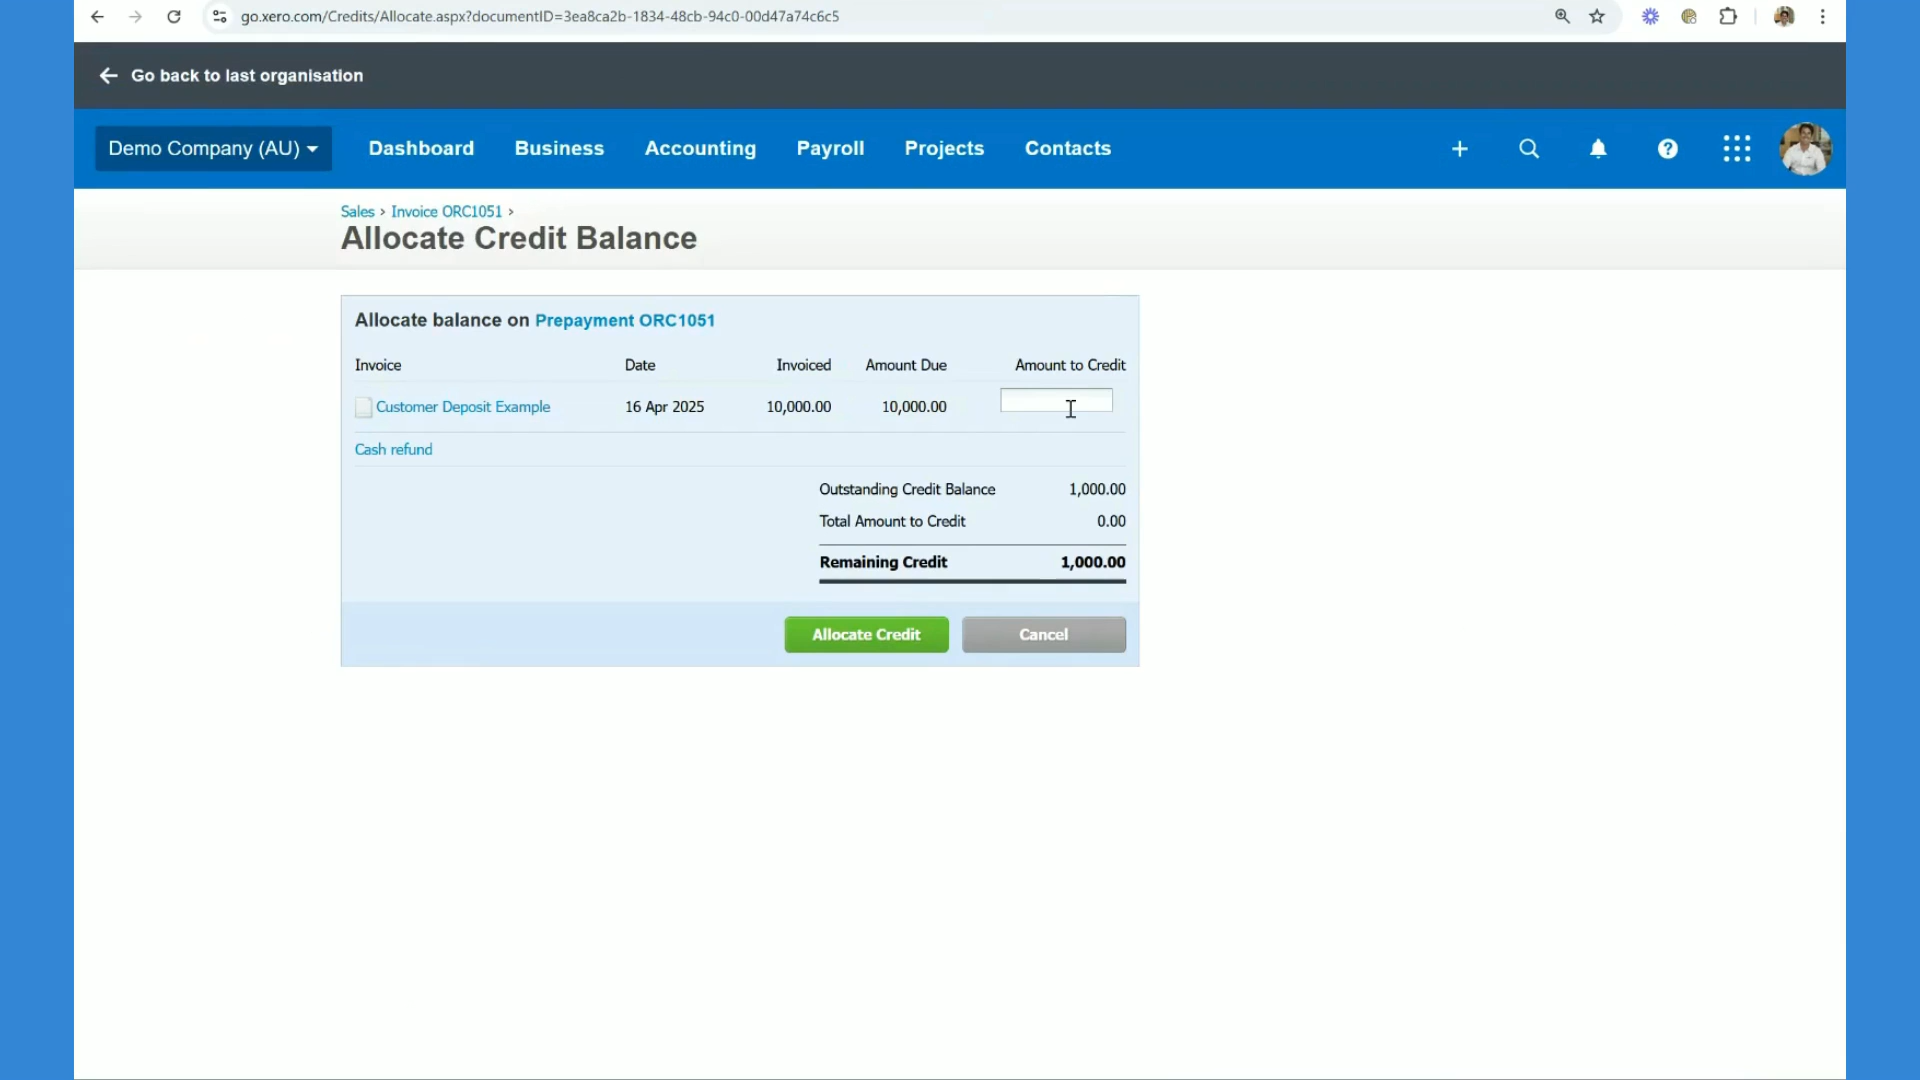 go.xero.com/Credits/Allocate.aspx?documentID=3ea8ca2b-1834-48cb-94c0-00d47a74c6c5
Go back to last organisation
Demo Company (AU) Dashboard Business Accounting Payroll Projects Contacts
Sales › Invoice ORC1051 ›
Allocate Credit Balance
Allocate balance on Prepayment ORC1051
Invoice Date Invoiced Amount Due Amount to Credit
Customer Deposit Example 16 Apr 2025 10,000.00 10,000.00
Cash refund
Outstanding Credit Balance 1,000.00
Total Amount to Credit 0.00
Remaining Credit 1,000.00
Allocate Credit Cancel